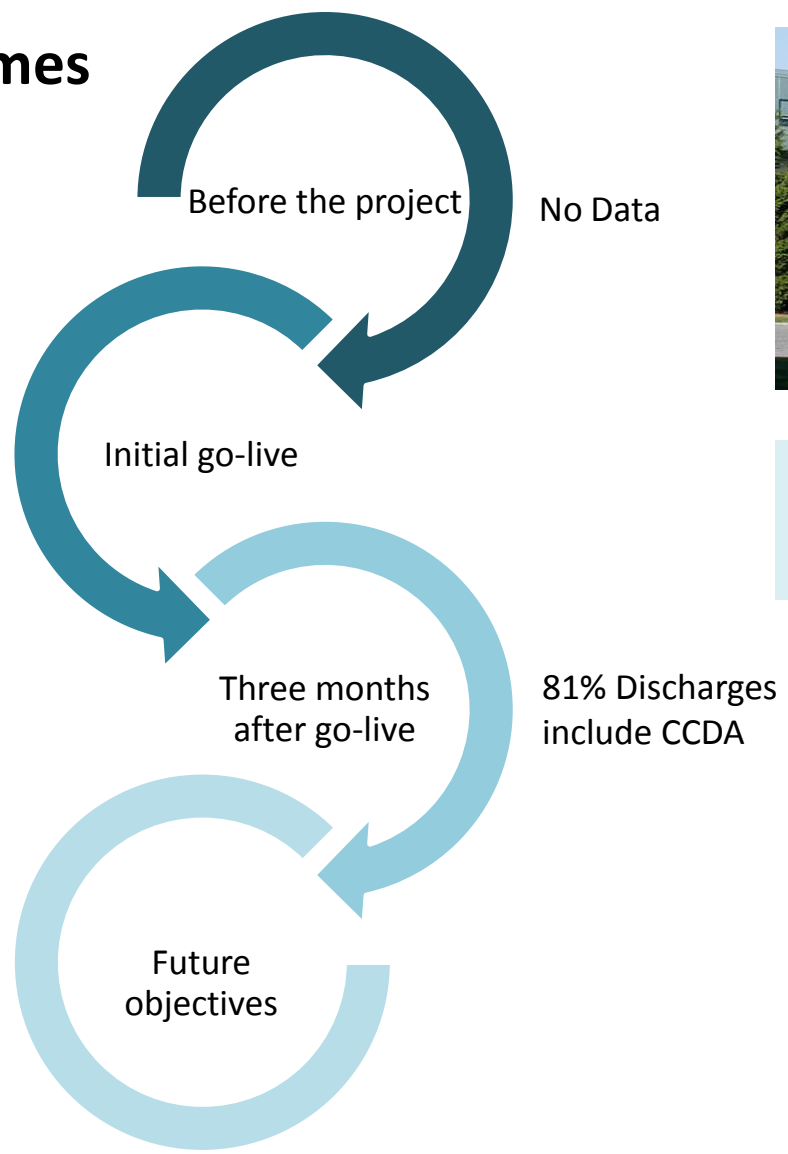 mes
Before the project
No Data
Initial go-live
Three months
after go-live
81% Discharges
include CCDA
Future
objectives